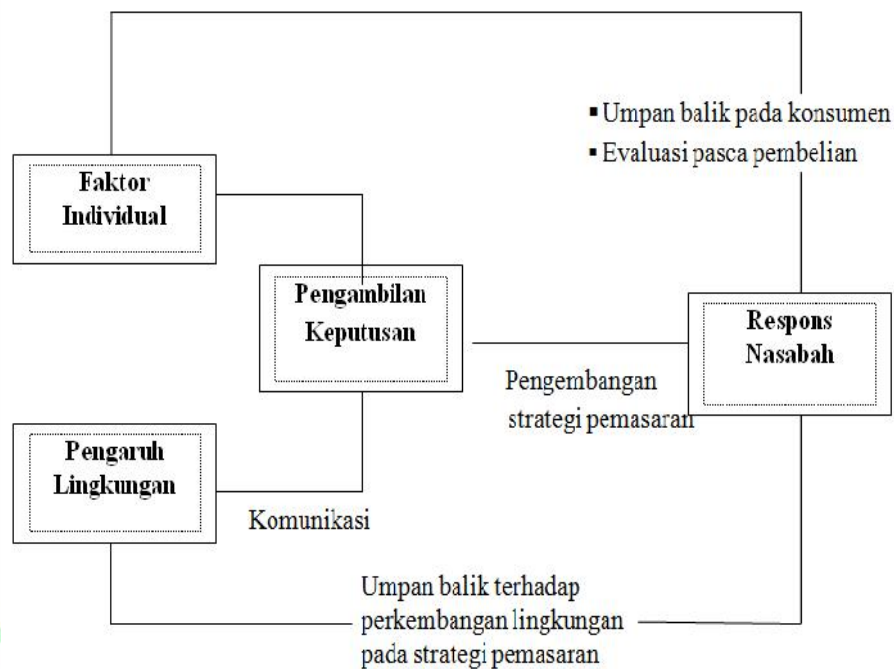 ▪ Umpan balik pada konsumen
▪ Evaluasi pasca pembelian
Faktor
Individual
Pengambilan
Keputusan
Respons
Nasabah
Pengembangan
strategi pemasaran
Pengaruh
Lingkungan
Komunikasi
Umpan balik terhadap
perkembangan lingkungan
pada strategi pemasaran